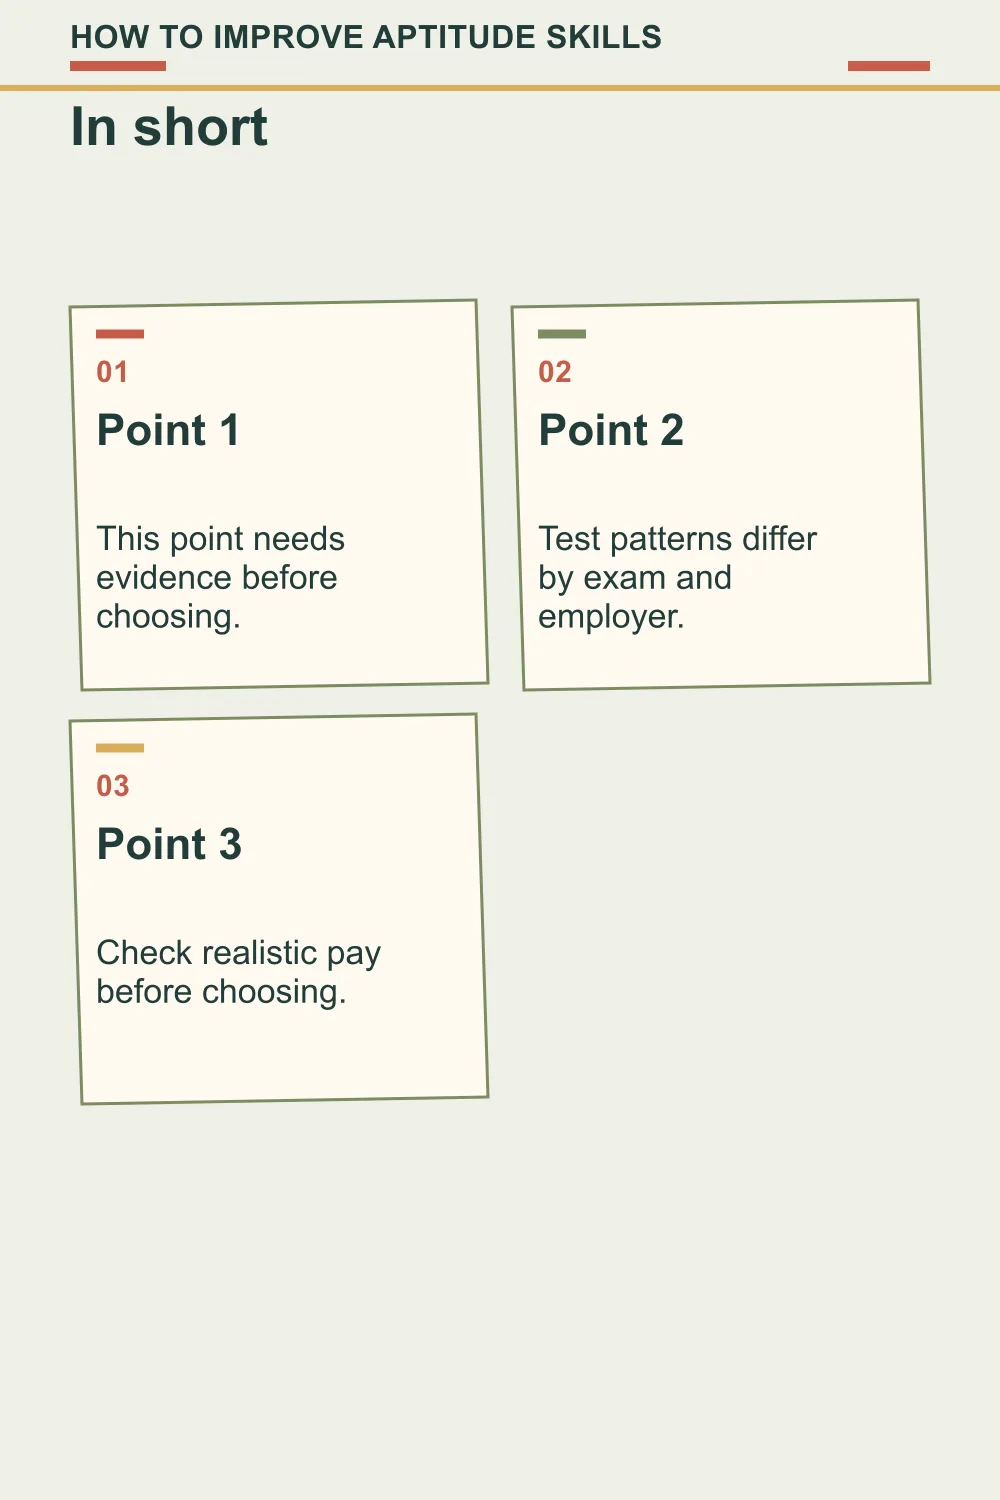 HOW TO IMPROVE APTITUDE SKILLS
In short
01
Point 1
This point needs
evidence before
choosing.
02
Point 2
Test patterns differ
by exam and
employer.
03
Point 3
Check realistic pay
before choosing.